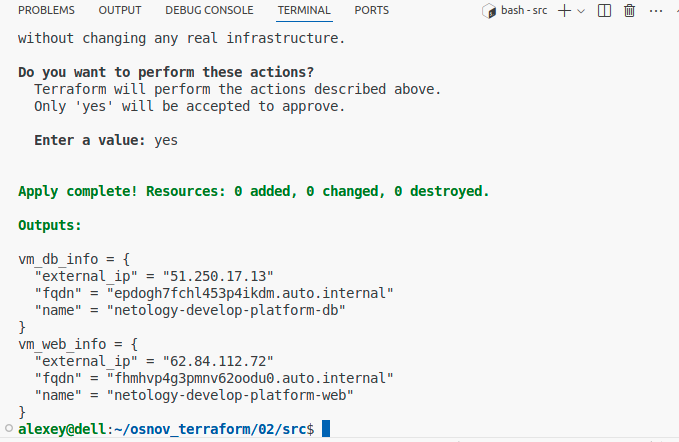 PROBLEMS OUTPUT DEBUG CONSOLE TERMINAL PORTS bash - src
without changing any real infrastructure.
Do you want to perform these actions?
Terraform will perform the actions described above.
Only 'yes' will be accepted to approve.
Enter a value: yes
Apply complete! Resources: 0 added, 0 changed, 0 destroyed.
Outputs:
vm_db_info = {
"external_ip" = "51.250.17.13"
"fqdn" = "epdogh7fchl453p4ikdm.auto.internal"
"name" = "netology-develop-platform-db"
}
vm_web_info = {
"external_ip" = "62.84.112.72"
"fqdn" = "fhmhvp4g3pmnv62oodu0.auto.internal"
"name" = "netology-develop-platform-web"
}
alexey@dell:~/osnov_terraform/02/src$